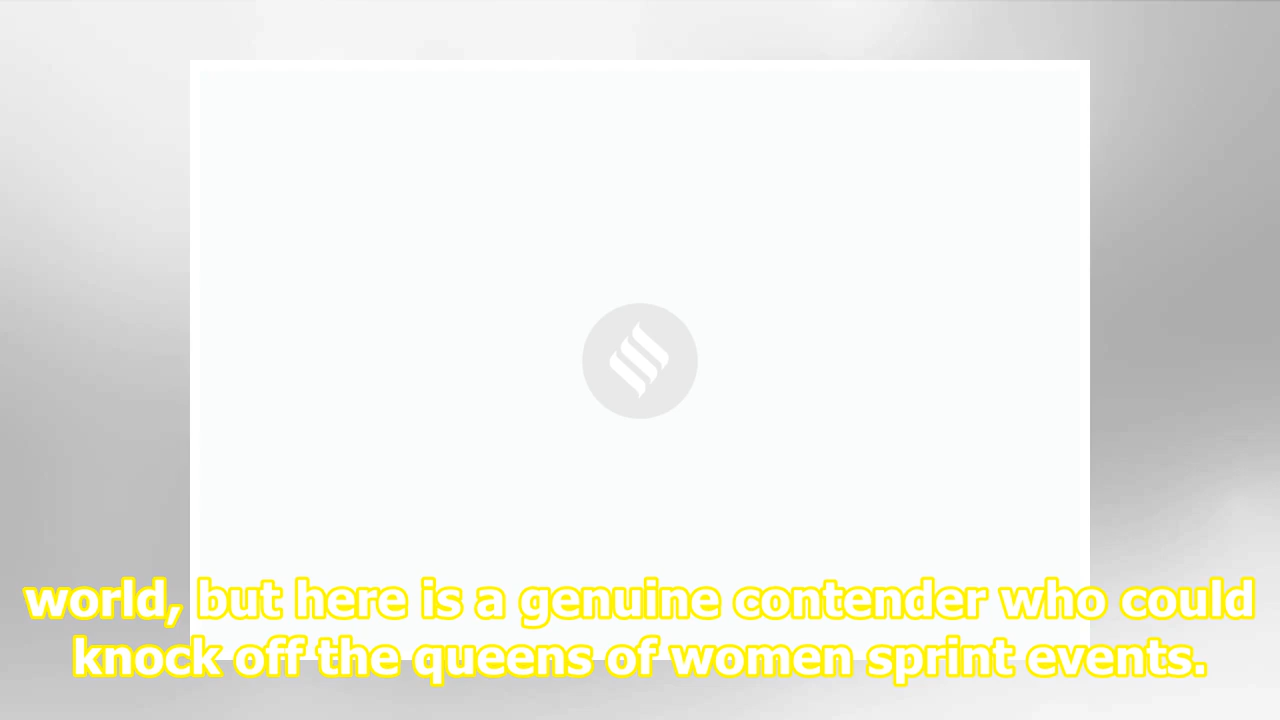 world, but here is a genuine contender who could
knock off the queens of women sprint events.